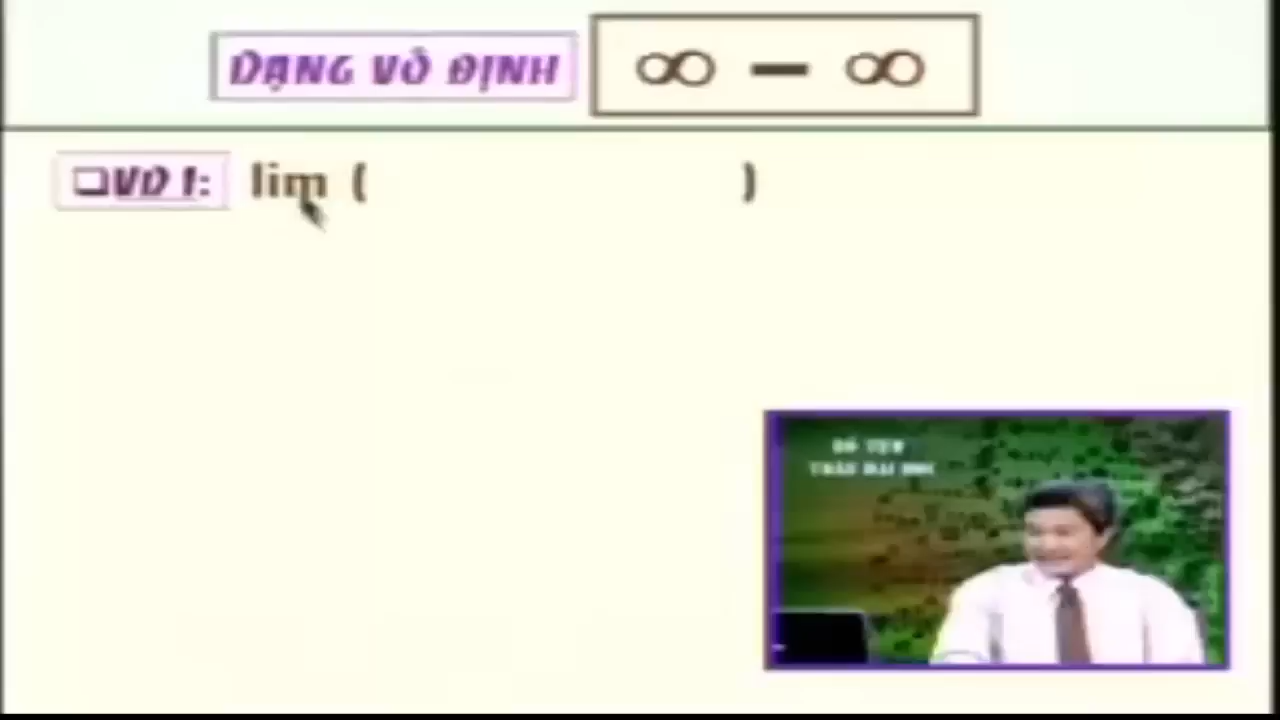 DẠNG VÔ ĐỊNH ∞ − ∞
❑VD 1: lim ( )